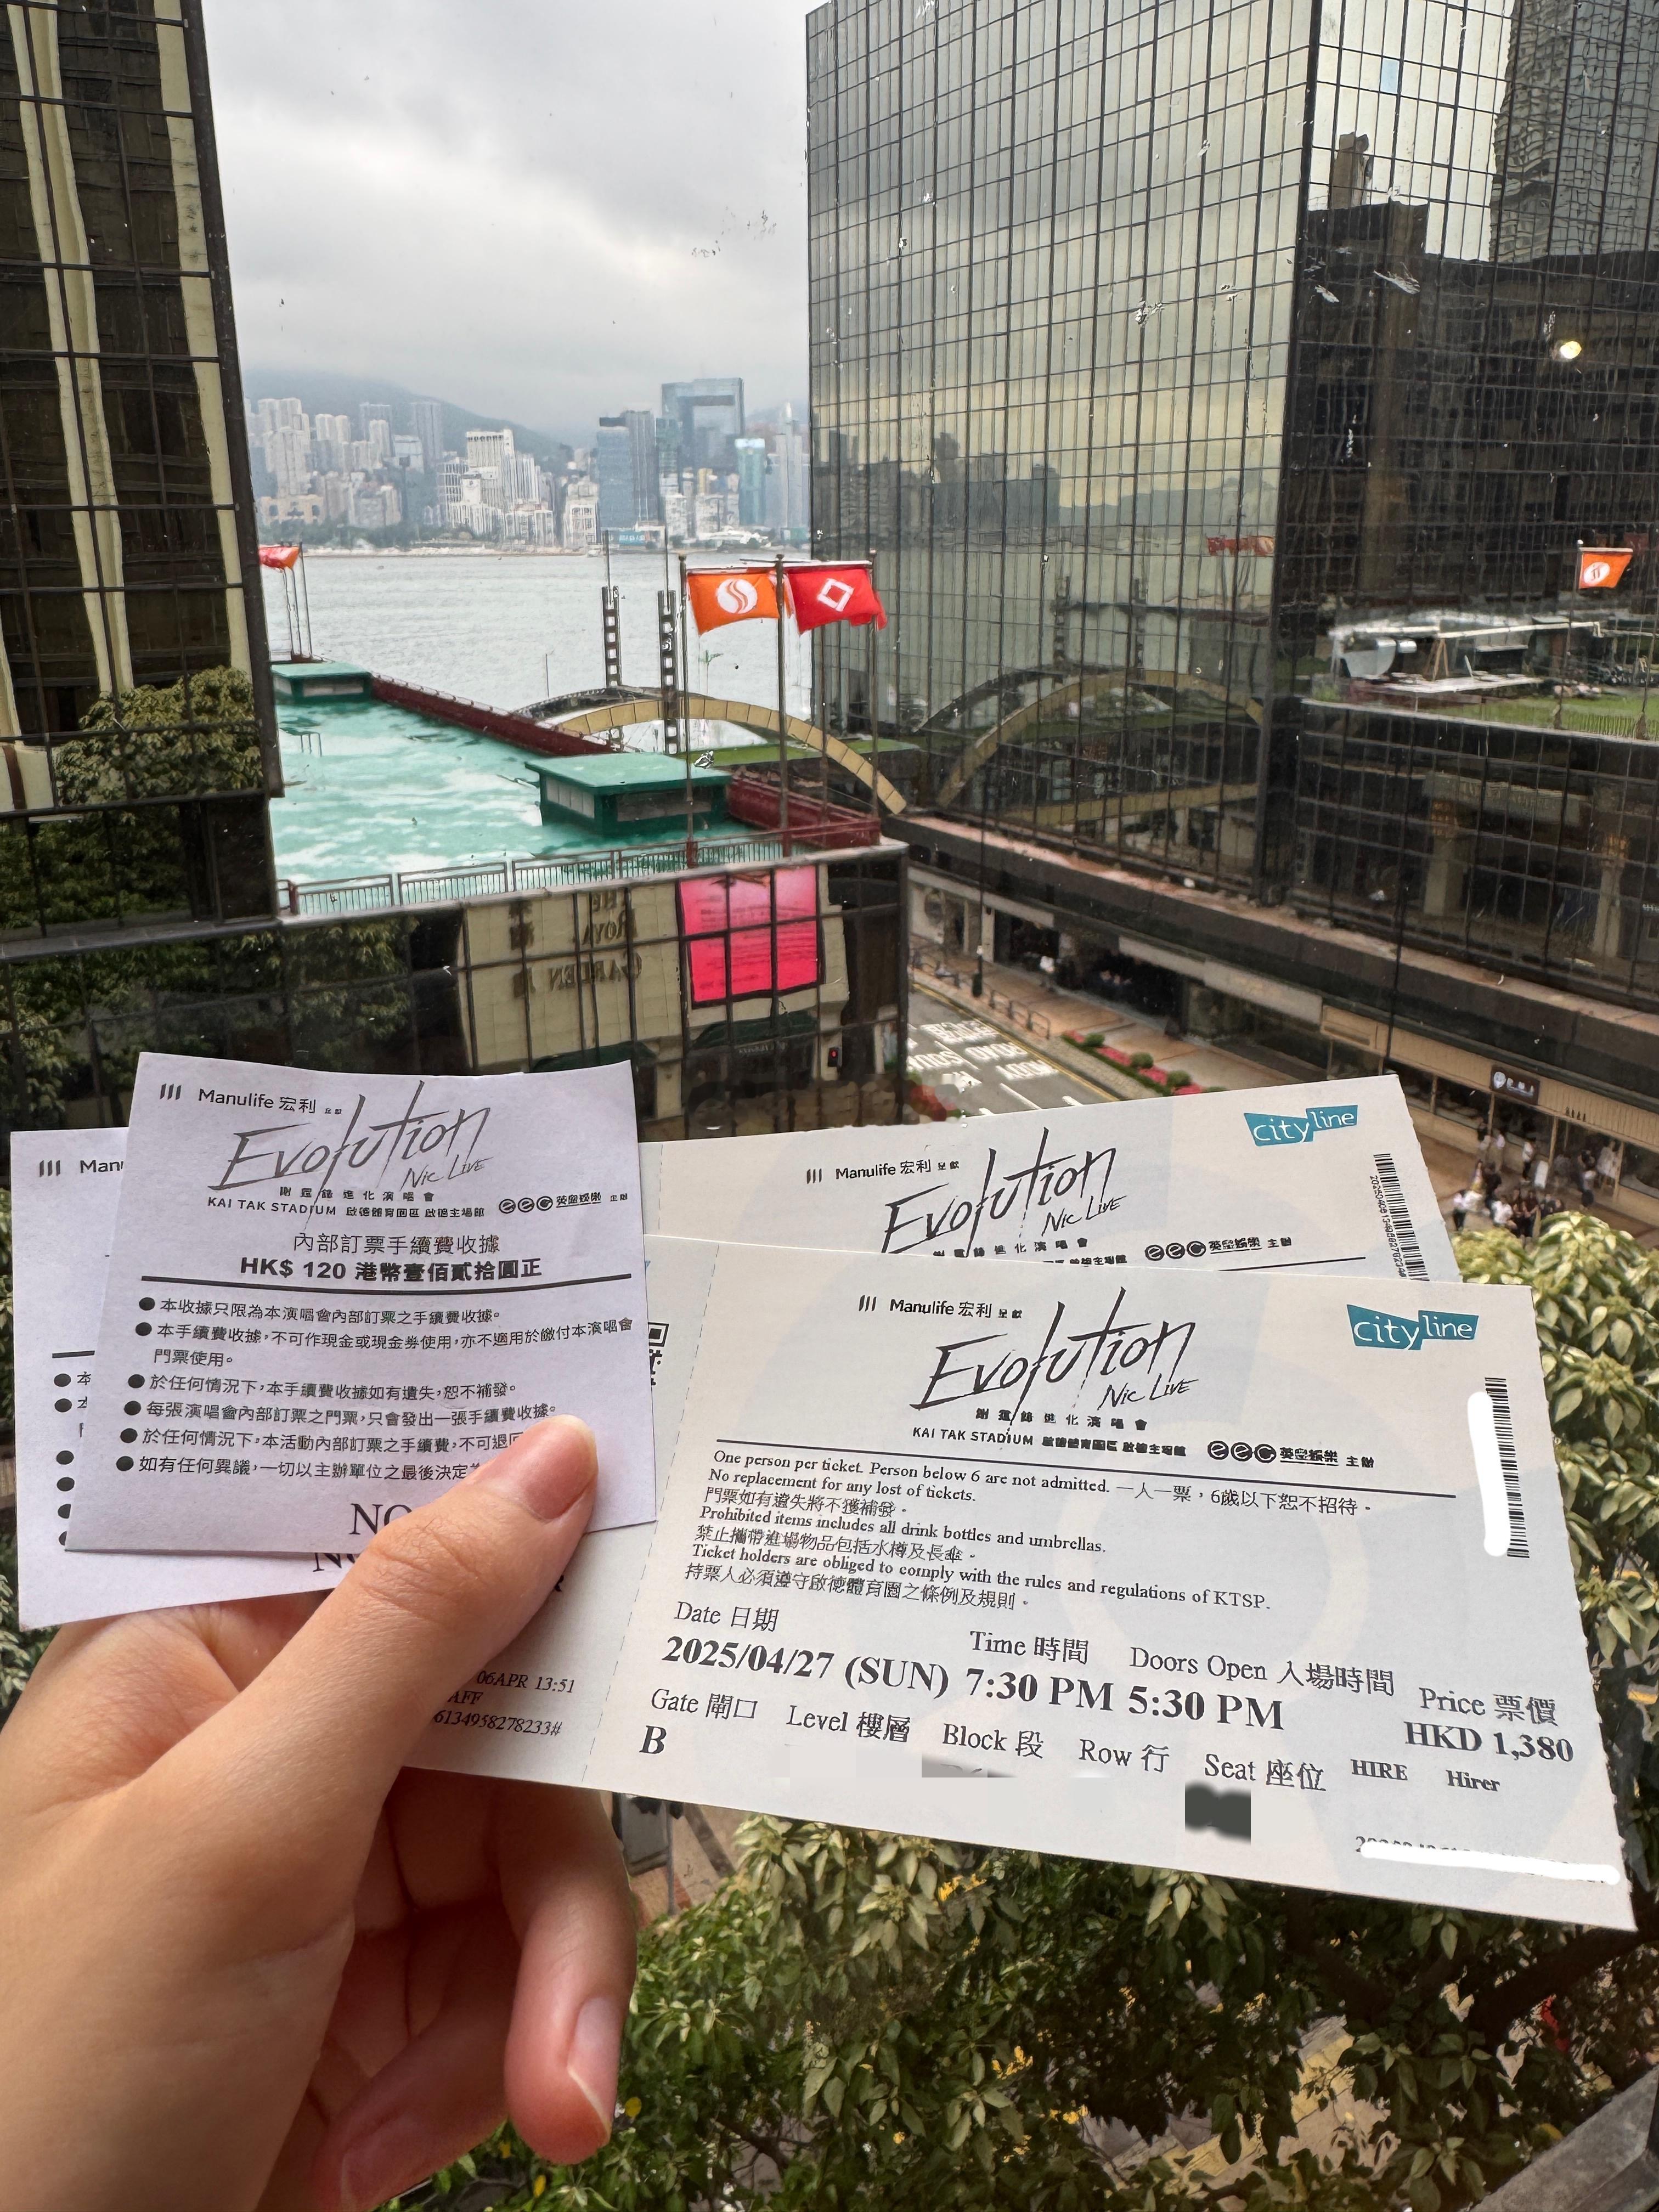 Manulife 宏利 呈獻
Evolution
Nic LIVE
謝霆鋒進化演唱會
KAI TAK STADIUM 啟德體育園區 啟德主場館
eeg 英皇娛樂 主辦
內部訂票手續費收據
HK$ 120 港幣壹佰貳拾圓正
● 本收據只限為本演唱會內部訂票之手續費收據。
● 本手續費收據,不可作現金或現金券使用,亦不適用於繳付本演唱會
門票使用。
● 於任何情況下,本手續費收據如有遺失,恕不補發。
● 每張演唱會內部訂票之門票,只會發出一張手續費收據。
● 於任何情況下,本活動內部訂票之手續費,不可退
● 如有任何異議,一切以主辦單位之最後決定
Manulife 宏利 呈獻
Evolution
Nic LIVE
謝霆鋒進化演唱會
eeg 英皇娛樂 主辦
cityline
Manulife 宏利 呈獻
Evolution
Nic LIVE
謝霆鋒進化演唱會
KAI TAK STADIUM 啟德體育園區 啟德主場館
eeg 英皇娛樂 主辦
cityline
One person per ticket. Person below 6 are not admitted. 一人一票，6歲以下恕不招待。
No replacement for any lost of tickets.
門票如有遺失將不獲補發。
Prohibited items includes all drink bottles and umbrellas.
禁止攜帶進場物品包括水樽及長傘。
Ticket holders are obliged to comply with the rules and regulations of KTSP.
持票人必須遵守啟德體育園之條例及規則。
Date 日期 Time 時間 Doors Open 入場時間 Price 票價
2025/04/27 (SUN) 7:30 PM 5:30 PM HKD 1,380
Gate 閘口 Level 樓層 Block 段 Row 行 Seat 座位 HIRE Hirer
B
06APR 13:51
6134958278233#
THE
ROYAL
GARDEN